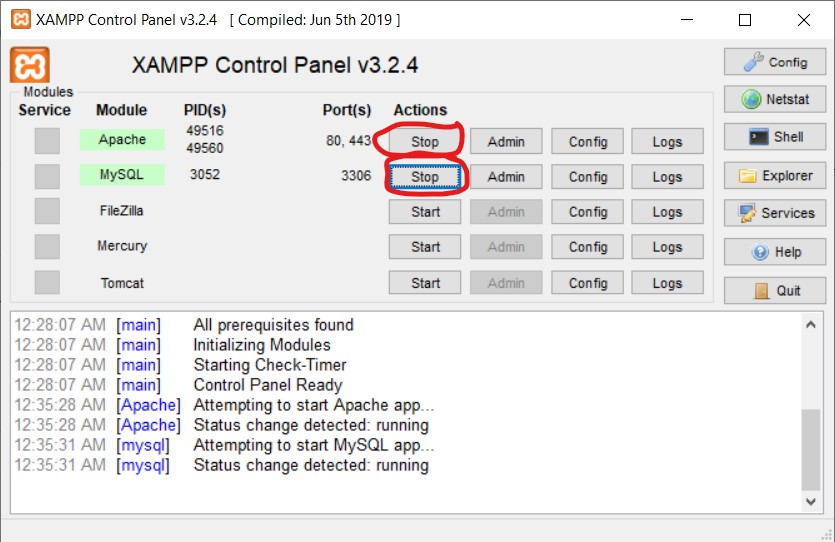 XAMPP Control Panel v3.2.4 [ Compiled: Jun 5th 2019 ]
XAMPP Control Panel v3.2.4
Config
Modules
Service Module PID(s) Port(s) Actions
Netstat
Apache 49516 49560 80, 443 Stop Admin Config Logs
Shell
MySQL 3052 3306 Stop Admin Config Logs
Explorer
FileZilla Start Admin Config Logs
Services
Mercury Start Admin Config Logs
Help
Tomcat Start Admin Config Logs
Quit
12:28:07 AM [main] All prerequisites found
12:28:07 AM [main] Initializing Modules
12:28:07 AM [main] Starting Check-Timer
12:28:07 AM [main] Control Panel Ready
12:35:28 AM [Apache] Attempting to start Apache app...
12:35:28 AM [Apache] Status change detected: running
12:35:31 AM [mysql] Attempting to start MySQL app...
12:35:31 AM [mysql] Status change detected: running